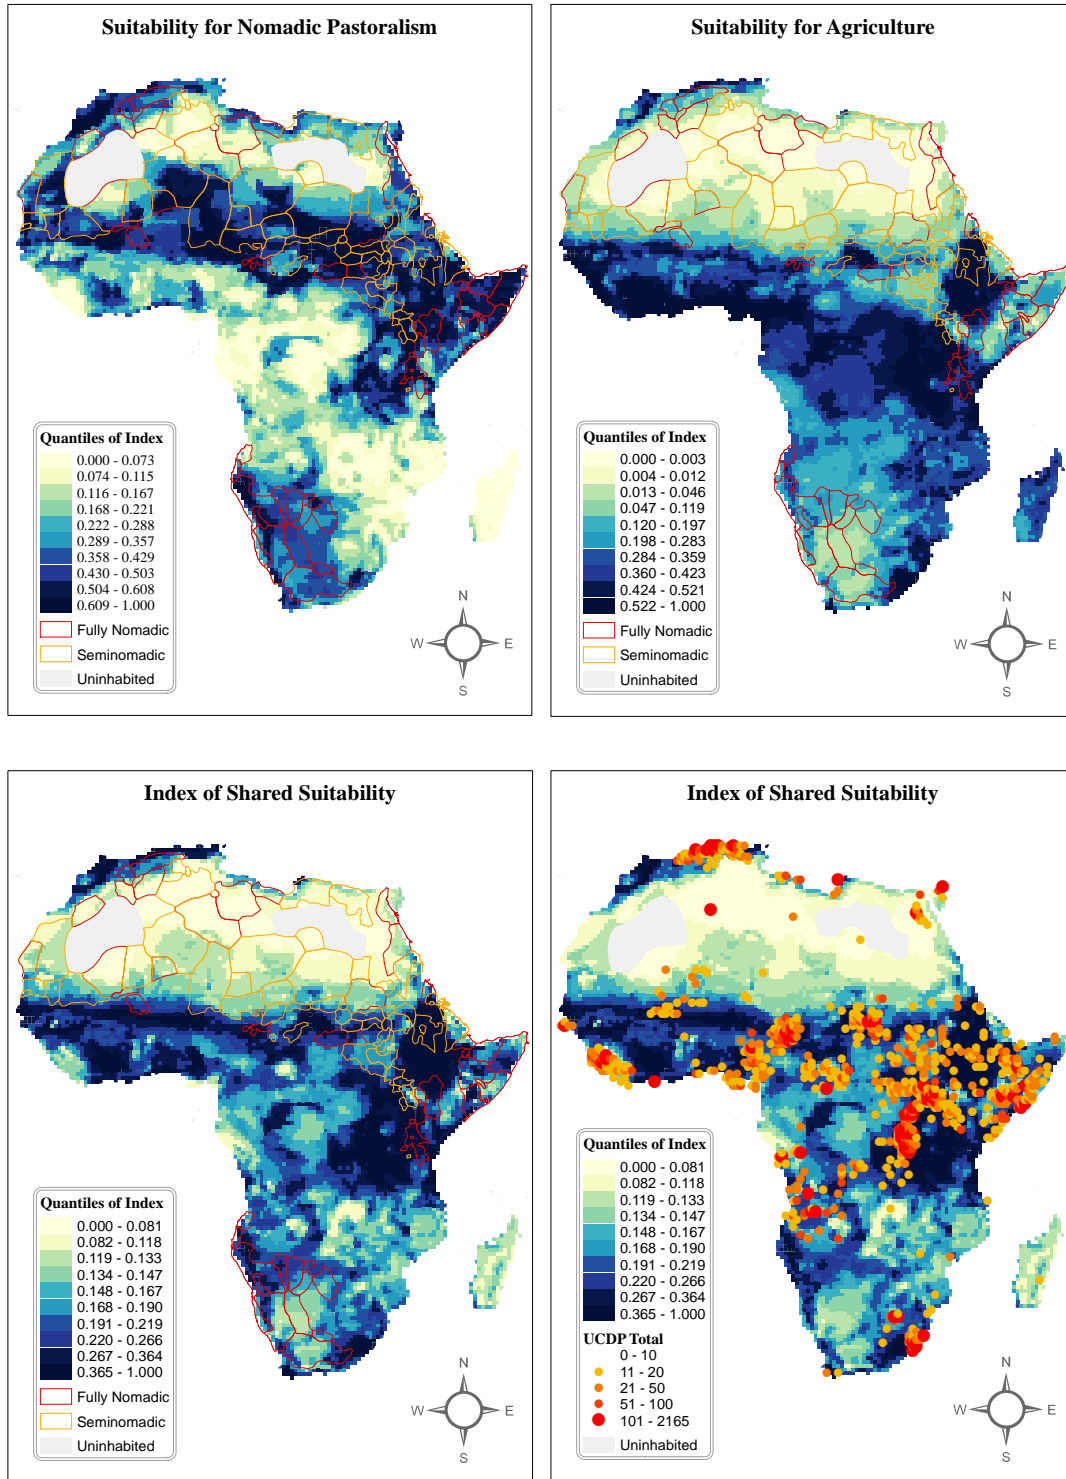 Suitability for Nomadic Pastoralism
Quantiles of Index
0.000 - 0.073
0.074 - 0.115
0.116 - 0.167
0.168 - 0.221
0.222 - 0.288
0.289 - 0.357
0.358 - 0.429
0.430 - 0.503
0.504 - 0.608
0.609 - 1.000
Fully Nomadic
Seminomadic
Uninhabited
N
W E
S
Suitability for Agriculture
Quantiles of Index
0.000 - 0.003
0.004 - 0.012
0.013 - 0.046
0.047 - 0.119
0.120 - 0.197
0.198 - 0.283
0.284 - 0.359
0.360 - 0.423
0.424 - 0.521
0.522 - 1.000
Fully Nomadic
Seminomadic
Uninhabited
N
W E
S
Index of Shared Suitability
Quantiles of Index
0.000 - 0.081
0.082 - 0.118
0.119 - 0.133
0.134 - 0.147
0.148 - 0.167
0.168 - 0.190
0.191 - 0.219
0.220 - 0.266
0.267 - 0.364
0.365 - 1.000
Fully Nomadic
Seminomadic
Uninhabited
N
W E
S
Index of Shared Suitability
Quantiles of Index
0.000 - 0.081
0.082 - 0.118
0.119 - 0.133
0.134 - 0.147
0.148 - 0.167
0.168 - 0.190
0.191 - 0.219
0.220 - 0.266
0.267 - 0.364
0.365 - 1.000
UCDP Total
0 - 10
11 - 20
21 - 50
51 - 100
101 - 2165
Uninhabited
N
W E
S